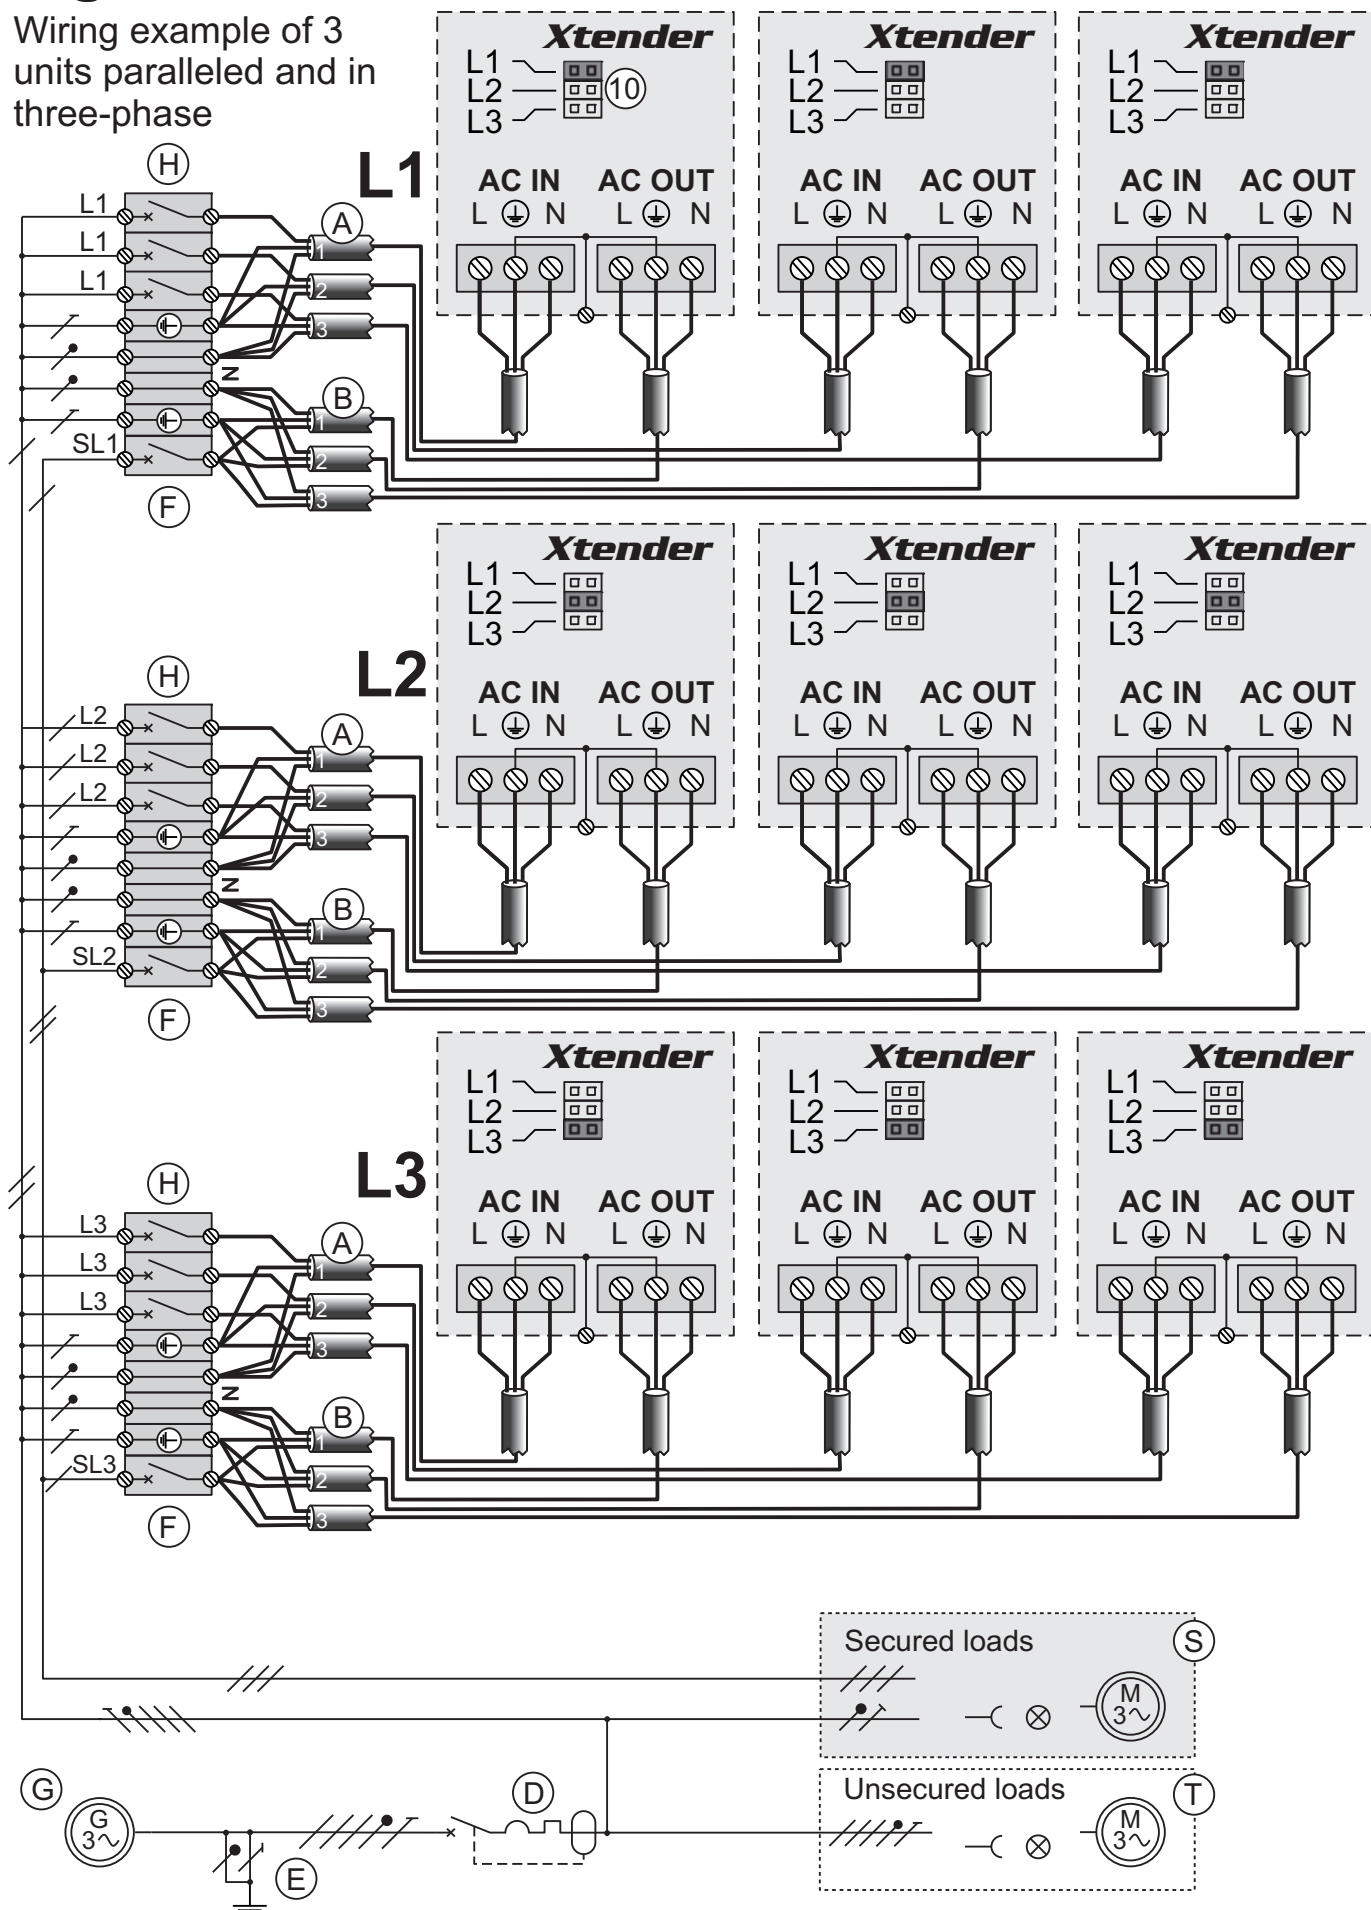 Wiring example of 3
units paralleled and in
three-phase
Xtender Xtender Xtender
L1 L1 L1
L2 10 L2 L2
L3 L3 L3
H
L1
AC IN AC OUT AC IN AC OUT AC IN AC OUT
L N L N L N L N L N L N
L1 A
L1 1
L1 2
3
N
B
1
SL1 2
3
F
Xtender Xtender Xtender
L1 L1 L1
L2 L2 L2
L3 L3 L3
H
L2
AC IN AC OUT AC IN AC OUT AC IN AC OUT
L N L N L N L N L N L N
L2 A
L2 1
L2 2
3
N
B
1
SL2 2
3
F
Xtender Xtender Xtender
L1 L1 L1
L2 L2 L2
L3 L3 L3
H
L3
AC IN AC OUT AC IN AC OUT AC IN AC OUT
L N L N L N L N L N L N
L3 A
L3 1
L3 2
3
N
B
1
SL3 2
3
F
Secured loads S
M
3
G D Unsecured loads T
G M
3 3
E